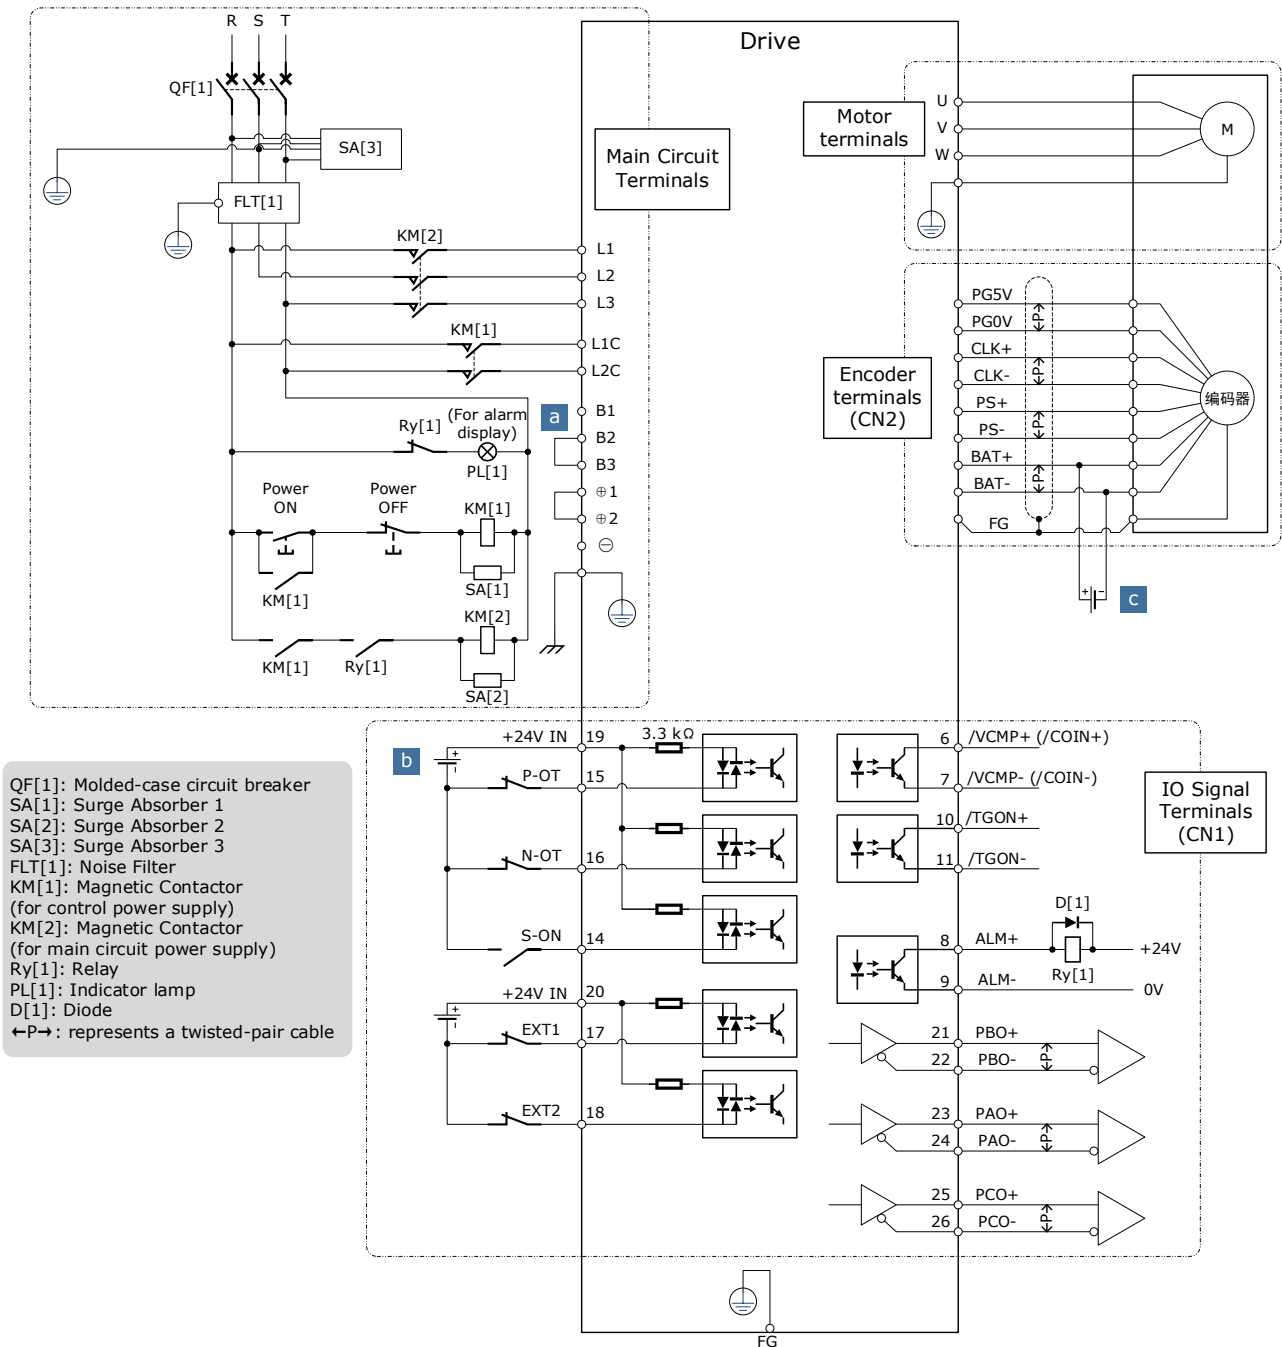 R S T
Drive
QF[1]
SA[3]
FLT[1]
Main Circuit
Terminals
KM[2]
L1
L2
L3
KM[1]
L1C
L2C
a
B1
B2
B3
⊕1
⊕2
⊖
Ry[1]
(For alarm
display)
PL[1]
Power
ON
Power
OFF
KM[1]
KM[1]
SA[1]
KM[2]
KM[1]
Ry[1]
SA[2]
Motor
terminals
U
V
W
M
Encoder
terminals
(CN2)
PG5V
PG0V
←P→
CLK+
CLK-
←P→
PS+
PS-
←P→
BAT+
BAT-
←P→
FG
编码器
+ -
c
QF[1]: Molded-case circuit breaker
SA[1]: Surge Absorber 1
SA[2]: Surge Absorber 2
SA[3]: Surge Absorber 3
FLT[1]: Noise Filter
KM[1]: Magnetic Contactor
(for control power supply)
KM[2]: Magnetic Contactor
(for main circuit power supply)
Ry[1]: Relay
PL[1]: Indicator lamp
D[1]: Diode
←P→: represents a twisted-pair cable
b
+
-
+24V IN 19
3.3 kΩ
P-OT 15
N-OT 16
S-ON 14
+
-
+24V IN 20
EXT1 17
EXT2 18
IO Signal
Terminals
(CN1)
6 /VCMP+ (/COIN+)
7 /VCMP- (/COIN-)
10 /TGON+
11 /TGON-
D[1]
8 ALM+
+24V
Ry[1]
9 ALM-
0V
21 PBO+
22 PBO-
←P→
23 PAO+
24 PAO-
←P→
25 PCO+
26 PCO-
←P→
FG